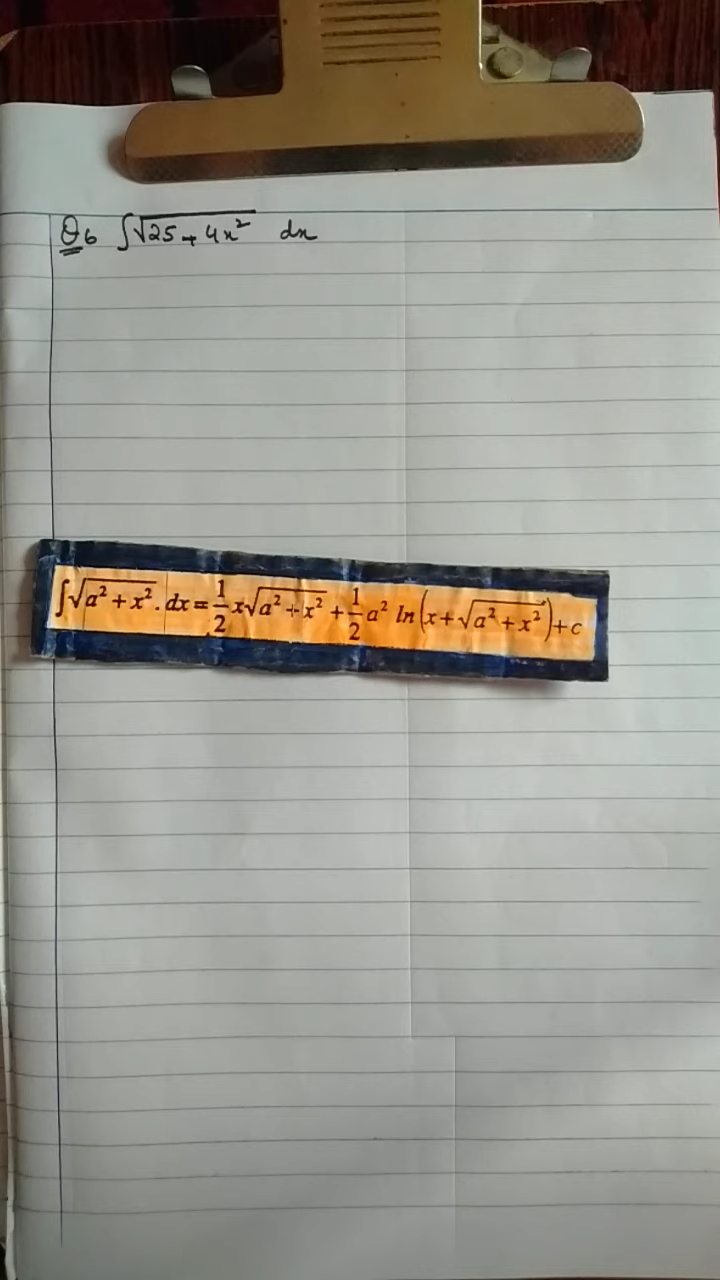 Q6 ∫√25+4x² dx
∫√a²+x². dx = 1/2 x√a²+x² + 1/2 a² ln(x+√a²+x²)+c